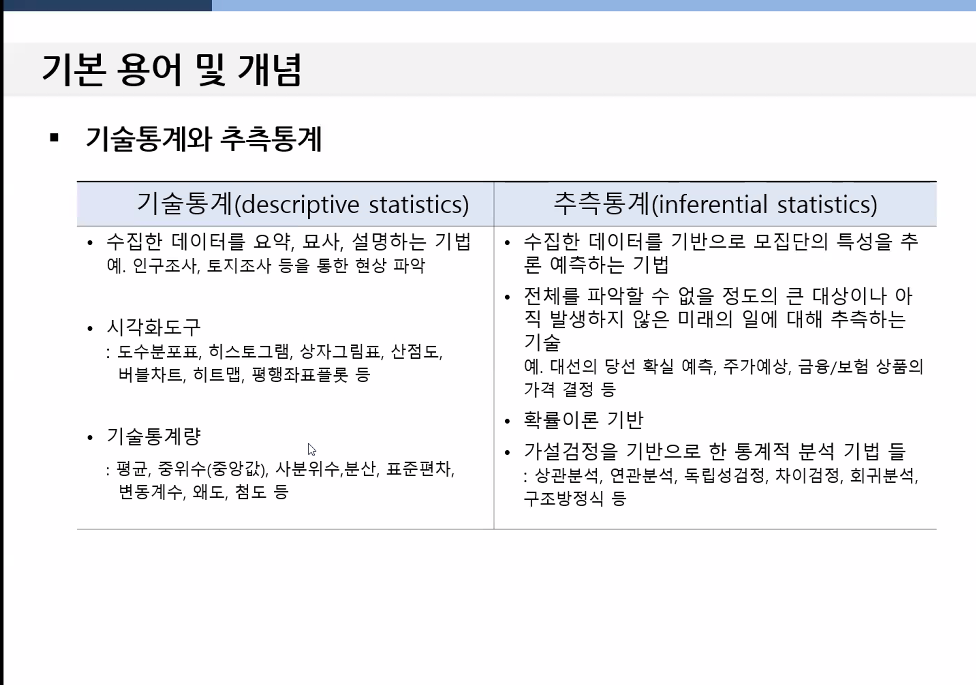 기본 용어 및 개념
▪ 기술통계와 추측통계
기술통계(descriptive statistics)
• 수집한 데이터를 요약, 묘사, 설명하는 기법
예. 인구조사, 토지조사 등을 통한 현상 파악
• 시각화도구
: 도수분포표, 히스토그램, 상자그림표, 산점도,
버블차트, 히트맵, 평행좌표플롯 등
• 기술통계량
: 평균, 중위수(중앙값), 사분위수,분산, 표준편차,
변동계수, 왜도, 첨도 등
추측통계(inferential statistics)
• 수집한 데이터를 기반으로 모집단의 특성을 추
론 예측하는 기법
• 전체를 파악할 수 없을 정도의 큰 대상이나 아
직 발생하지 않은 미래의 일에 대해 추측하는
기술
예. 대선의 당선 확실 예측, 주가예상, 금융/보험 상품의
가격 결정 등
• 확률이론 기반
• 가설검정을 기반으로 한 통계적 분석 기법 들
: 상관분석, 연관분석, 독립성검정, 차이검정, 회귀분석,
구조방정식 등